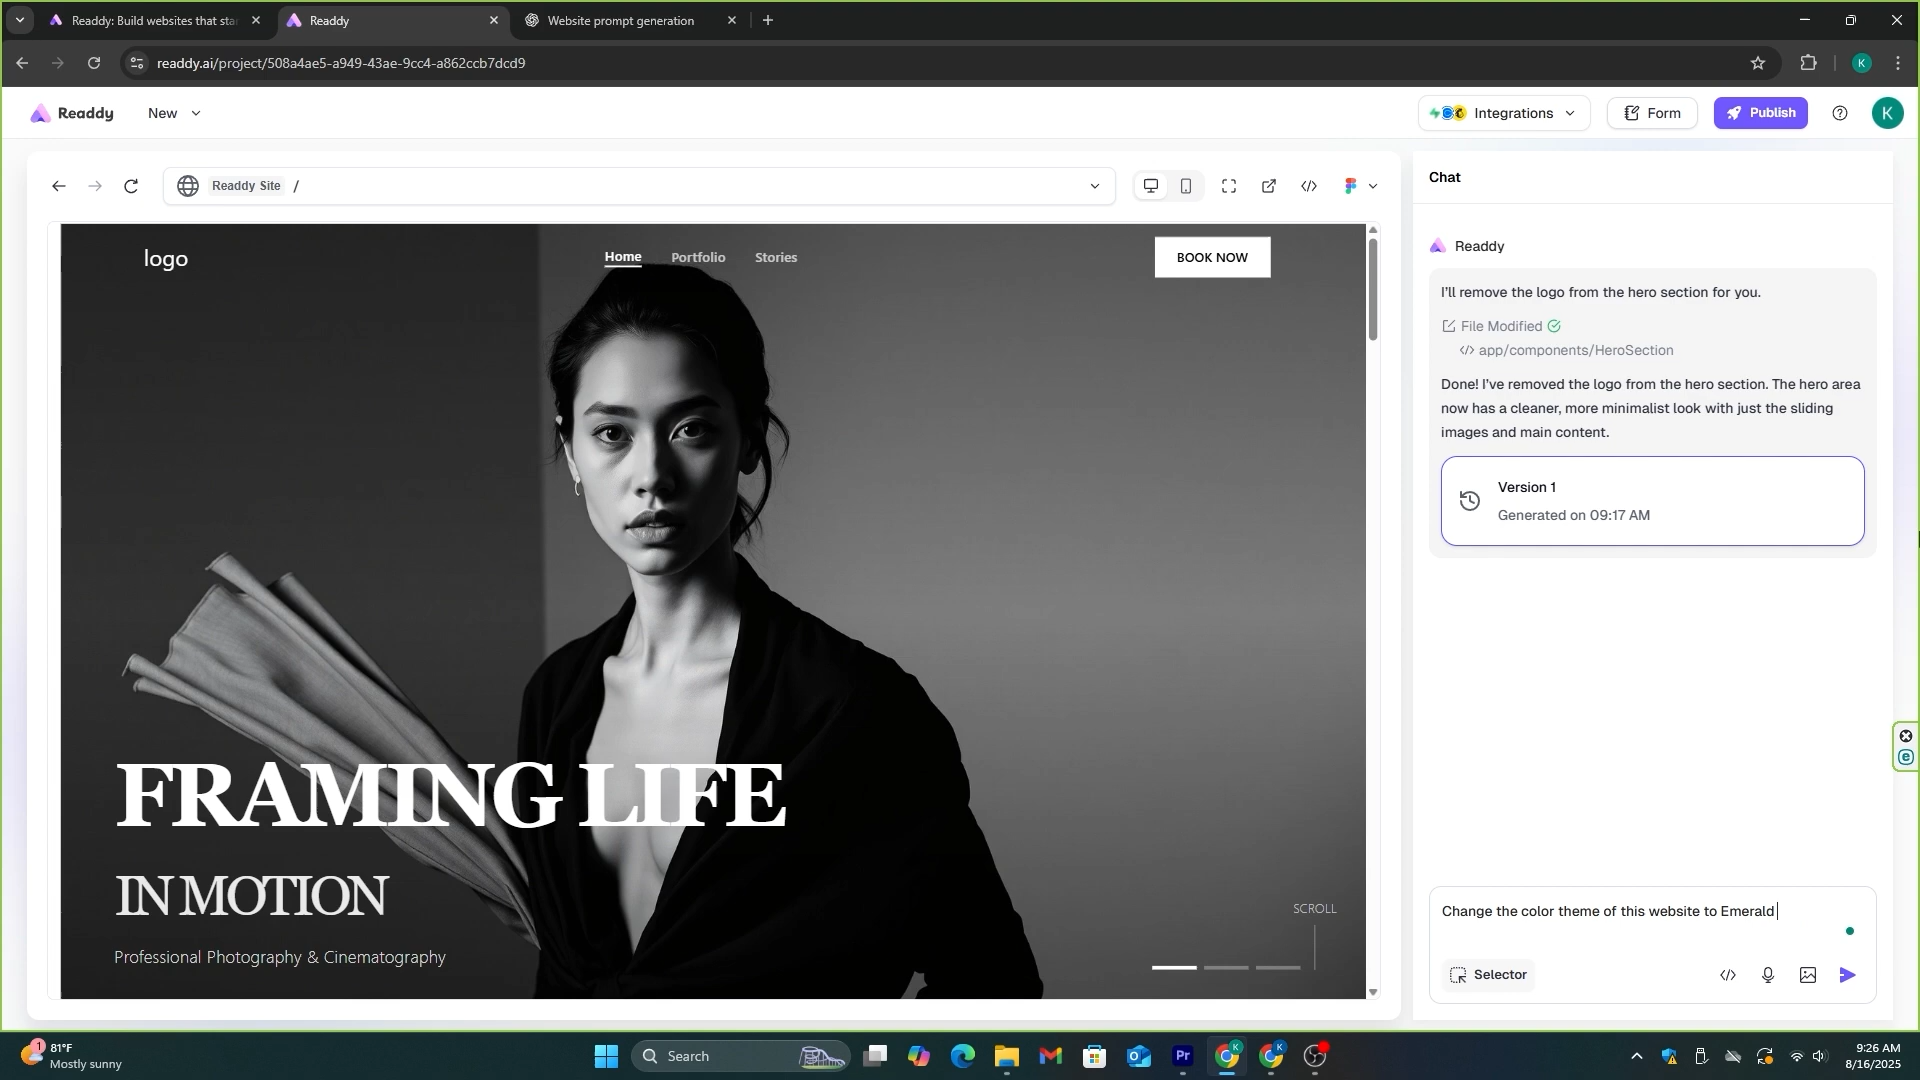 Readdy: Build websites that sta
Readdy
Website prompt generation
readdy.ai/project/508a4ae5-a949-43ae-9cc4-a862ccb7dcd9
K
Readdy
New
Integrations
Form
Publish
K
Readdy Site
/
Chat
logo
Home
Portfolio
Stories
BOOK NOW
Readdy
I'll remove the logo from the hero section for you.
File Modified
app/components/HeroSection
Done! I've removed the logo from the hero section. The hero area
now has a cleaner, more minimalist look with just the sliding
images and main content.
Version 1
Generated on 09:17 AM
FRAMING LIFE
IN MOTION
Professional Photography & Cinematography
SCROLL
Change the color theme of this website to Emerald
Selector
1
81°F
Mostly sunny
Search
Pr
K
K
9:26 AM
8/16/2025